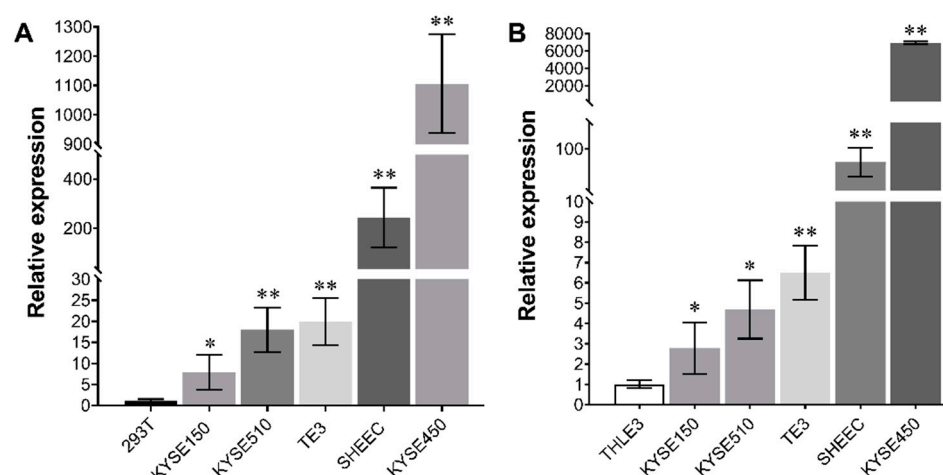 A
Relative expression
1300
1200
1100
1000
900
400
200
30
25
20
15
10
5
0
*
**
**
**
**
293T
KYSE150
KYSE510
TE3
SHEEC
KYSE450
B
Relative expression
8000
6000
4000
2000
100
10
9
8
7
6
5
4
3
2
1
0
*
*
**
**
**
THLE3
KYSE150
KYSE510
TE3
SHEEC
KYSE450